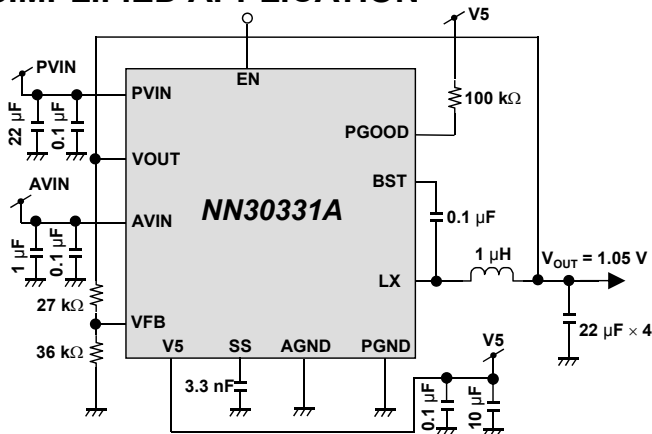 V5
PVIN
EN
PVIN
22 µF
0.1 µF
100 kΩ
PGOOD
VOUT
BST
AVIN
NN30331A
AVIN
0.1 µF
1 µF
0.1 µF
1 µH
VOUT = 1.05 V
LX
27 kΩ
VFB
22 µF × 4
36 kΩ
V5
SS
AGND
PGND
V5
3.3 nF
0.1 µF
10 µF